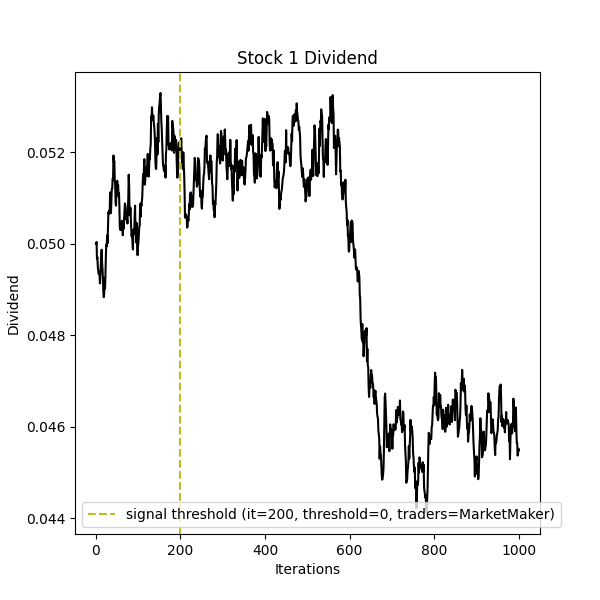 Stock 1 Dividend
Dividend
0.052
0.050
0.048
0.046
0.044
signal threshold (it=200, threshold=0, traders=MarketMaker)
0 200 400 600 800 1000
Iterations